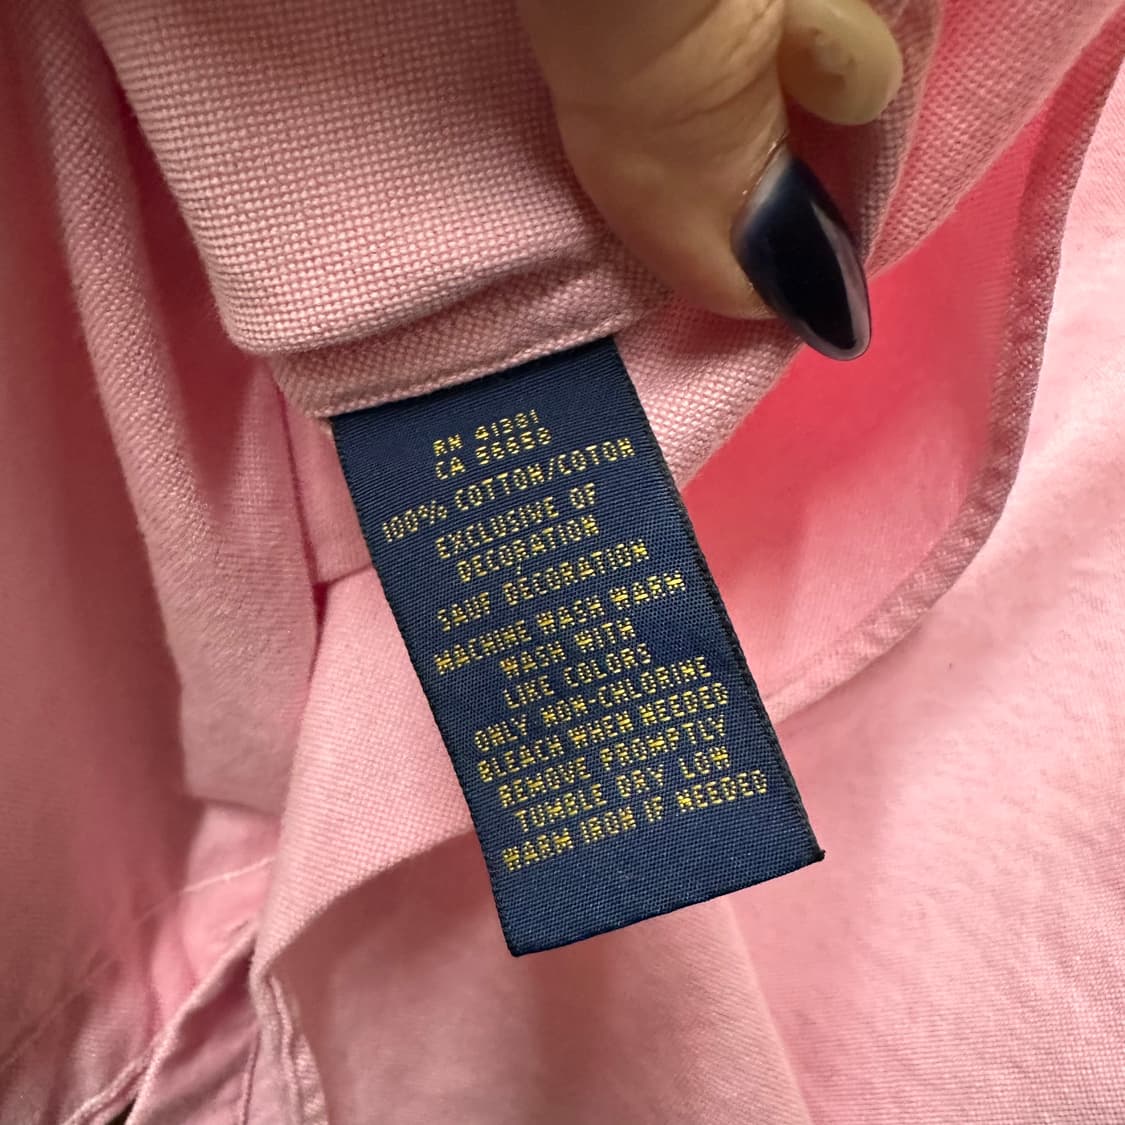 RN 41381
CA 56658
100% COTTON/COTON
EXCLUSIVE OF
DECORATION
SAUF DÉCORATION
MACHINE WASH WARM
WASH WITH
LIKE COLORS
ONLY NON-CHLORINE
BLEACH WHEN NEEDED
REMOVE PROMPTLY
TUMBLE DRY LOW
WARM IRON IF NEEDED